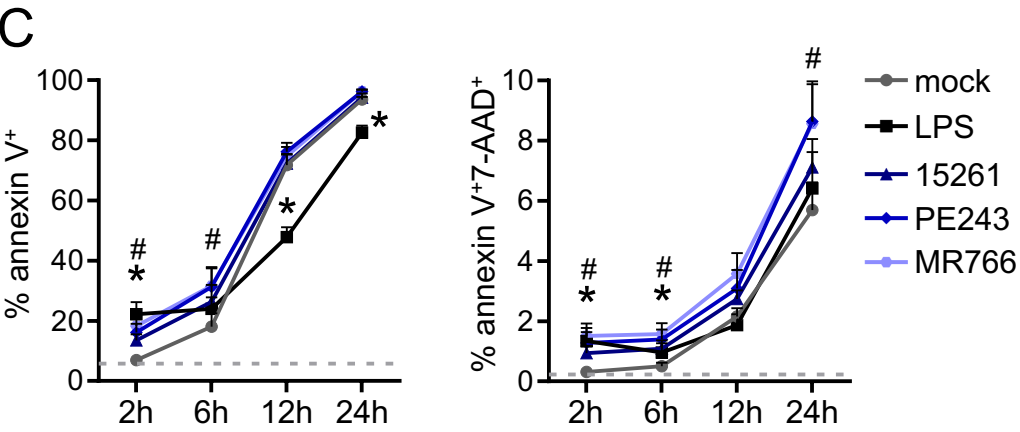 C
% annexin V⁺
100
80
60
40
20
0
#
*
#
*
*
2h 6h 12h 24h
% annexin V⁺7-AAD⁺
10
8
6
4
2
0
#
*
#
*
#
2h 6h 12h 24h
mock
LPS
15261
PE243
MR766